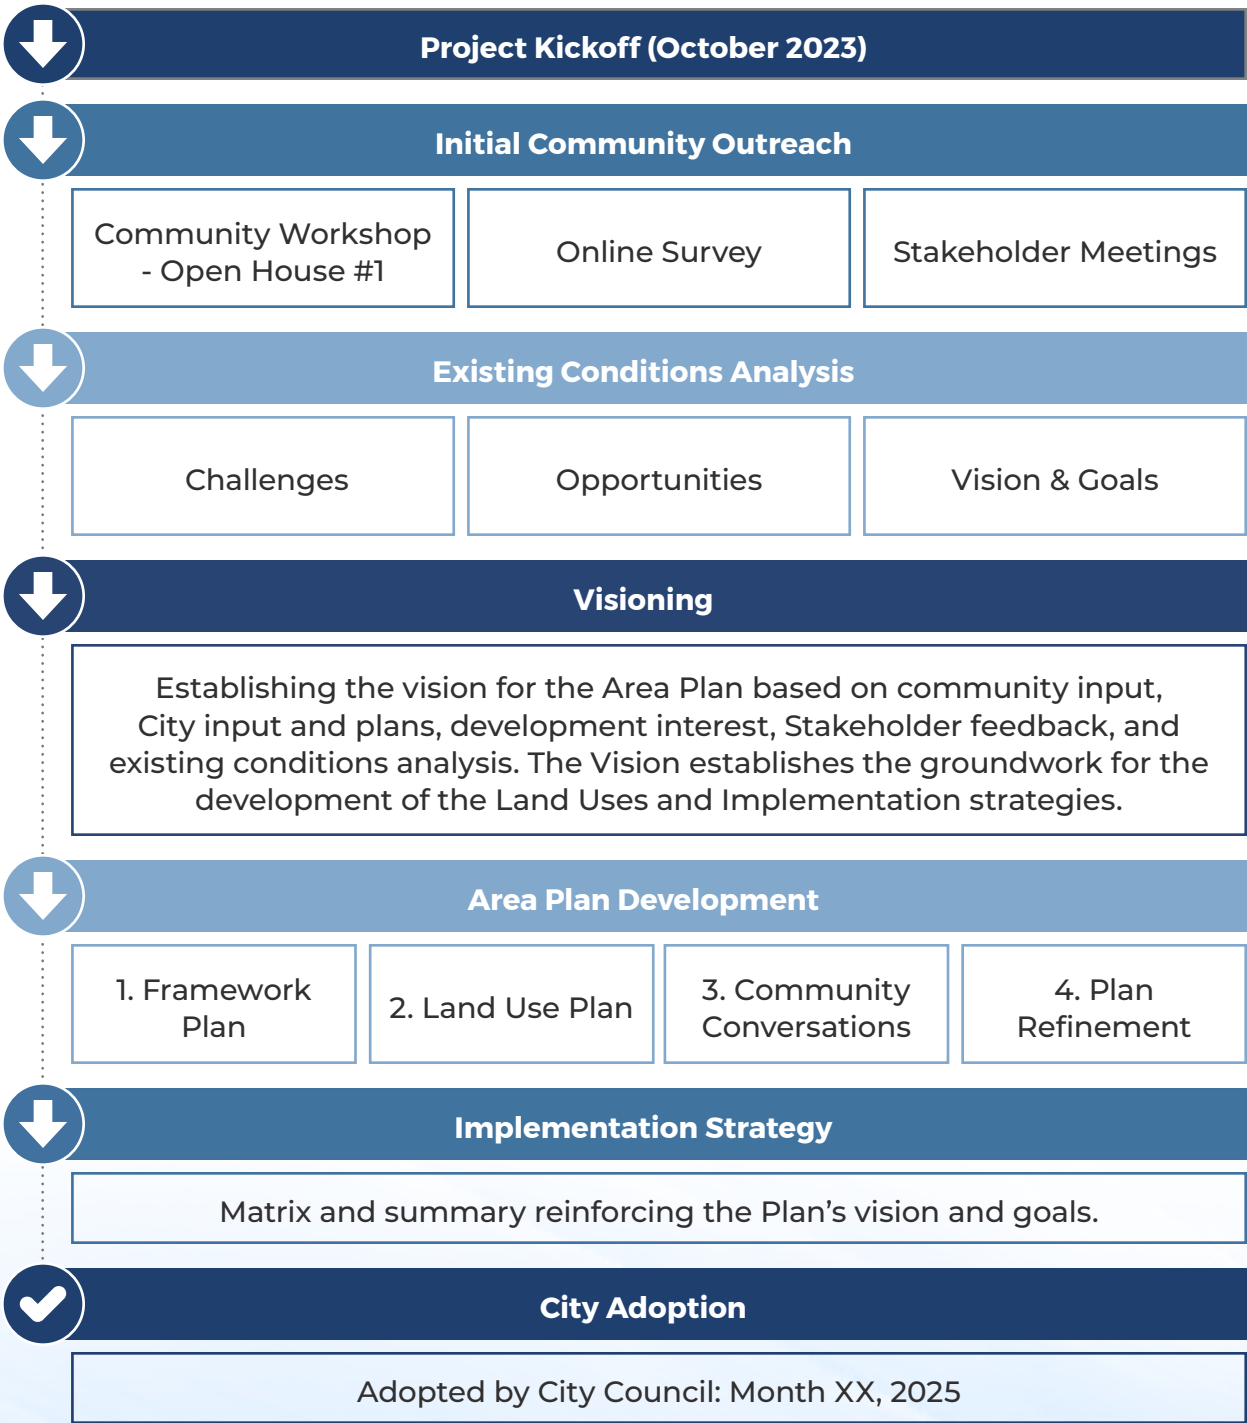 Project Kickoff (October 2023)
Initial Community Outreach
Community Workshop
- Open House #1
Online Survey
Stakeholder Meetings
Existing Conditions Analysis
Challenges
Opportunities
Vision & Goals
Visioning
Establishing the vision for the Area Plan based on community input,
City input and plans, development interest, Stakeholder feedback, and
existing conditions analysis. The Vision establishes the groundwork for the
development of the Land Uses and Implementation strategies.
Area Plan Development
1. Framework
Plan
2. Land Use Plan
3. Community
Conversations
4. Plan
Refinement
Implementation Strategy
Matrix and summary reinforcing the Plan’s vision and goals.
City Adoption
Adopted by City Council: Month XX, 2025